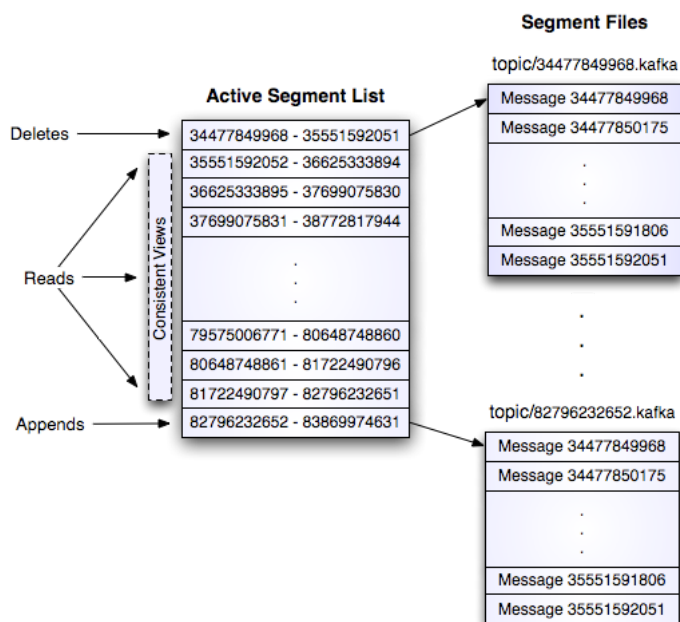 Segment Files
topic/34477849968.kafka
Active Segment List
Message 34477849968
Deletes
34477849968 - 35551592051
Message 34477850175
35551592052 - 36625333894
.
.
.
36625333895 - 37699075830
37699075831 - 38772817944
Message 35551591806
Message 35551592051
Consistent Views
Reads
.
.
.
79575006771 - 80648748860
80648748861 - 81722490796
81722490797 - 82796232651
.
.
.
topic/82796232652.kafka
Appends
82796232652 - 83869974631
Message 34477849968
Message 34477850175
.
.
.
Message 35551591806
Message 35551592051